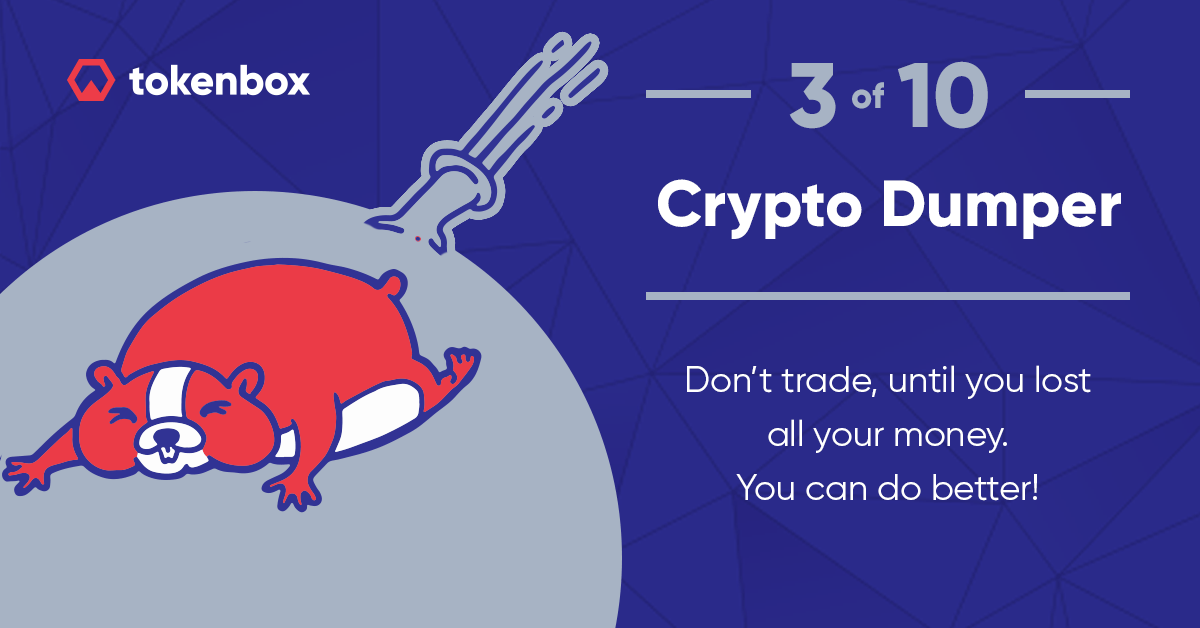 tokenbox
3 of 10
Crypto Dumper
Don't trade, until you lost
all your money.
You can do better!